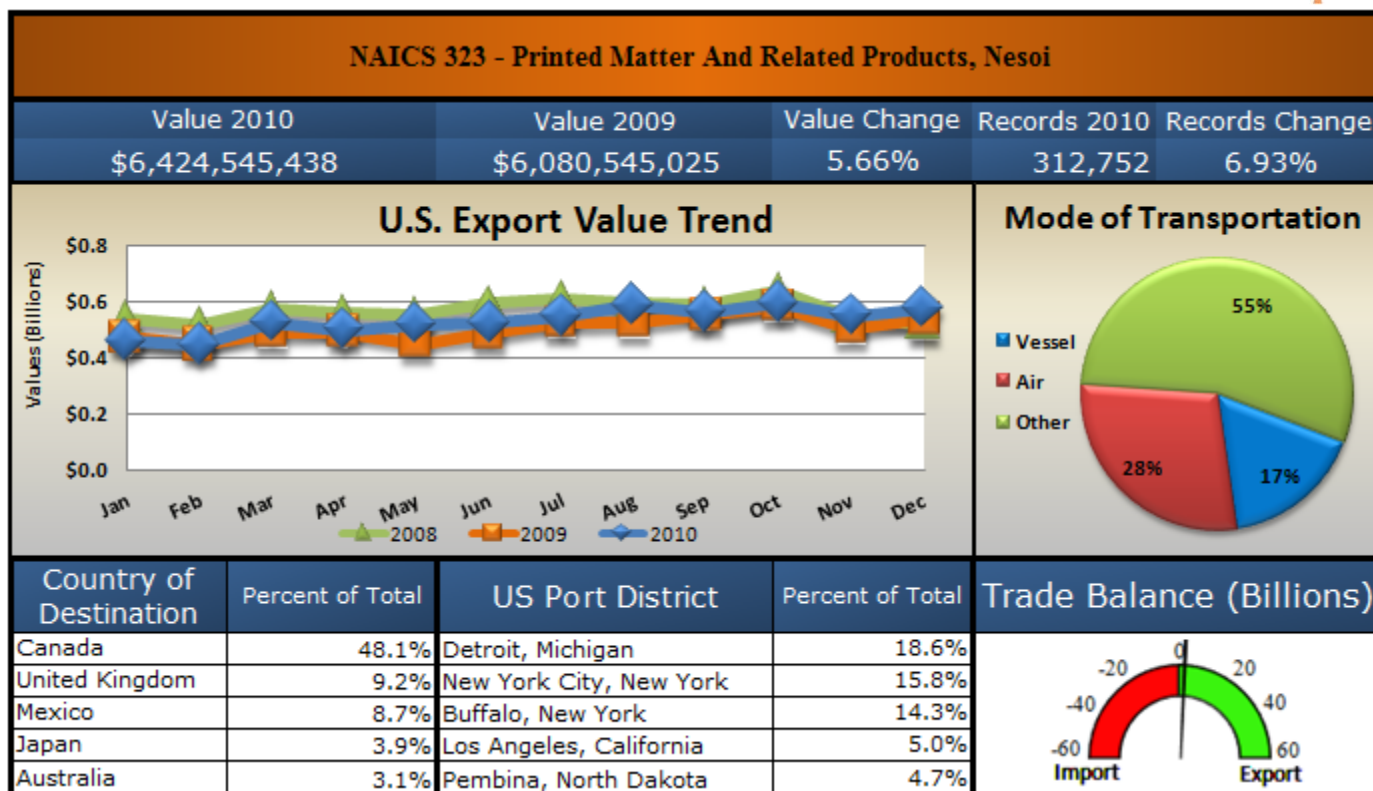 NAICS 323 - Printed Matter And Related Products, Nesoi
Value 2010 Value 2009 Value Change Records 2010 Records Change
$6,424,545,438 $6,080,545,025 5.66% 312,752 6.93%
U.S. Export Value Trend
Values (Billions)
$0.8
$0.6
$0.4
$0.2
$0.0
Jan Feb Mar Apr May Jun Jul Aug Sep Oct Nov Dec
2008 2009 2010
Mode of Transportation
55%
Vessel
Air
Other
28% 17%
Country of
Destination
Percent of Total US Port District Percent of Total
Canada 48.1% Detroit, Michigan 18.6%
United Kingdom 9.2% New York City, New York 15.8%
Mexico 8.7% Buffalo, New York 14.3%
Japan 3.9% Los Angeles, California 5.0%
Australia 3.1% Pembina, North Dakota 4.7%
Trade Balance (Billions)
0
-20 20
-40 40
-60 60
Import Export